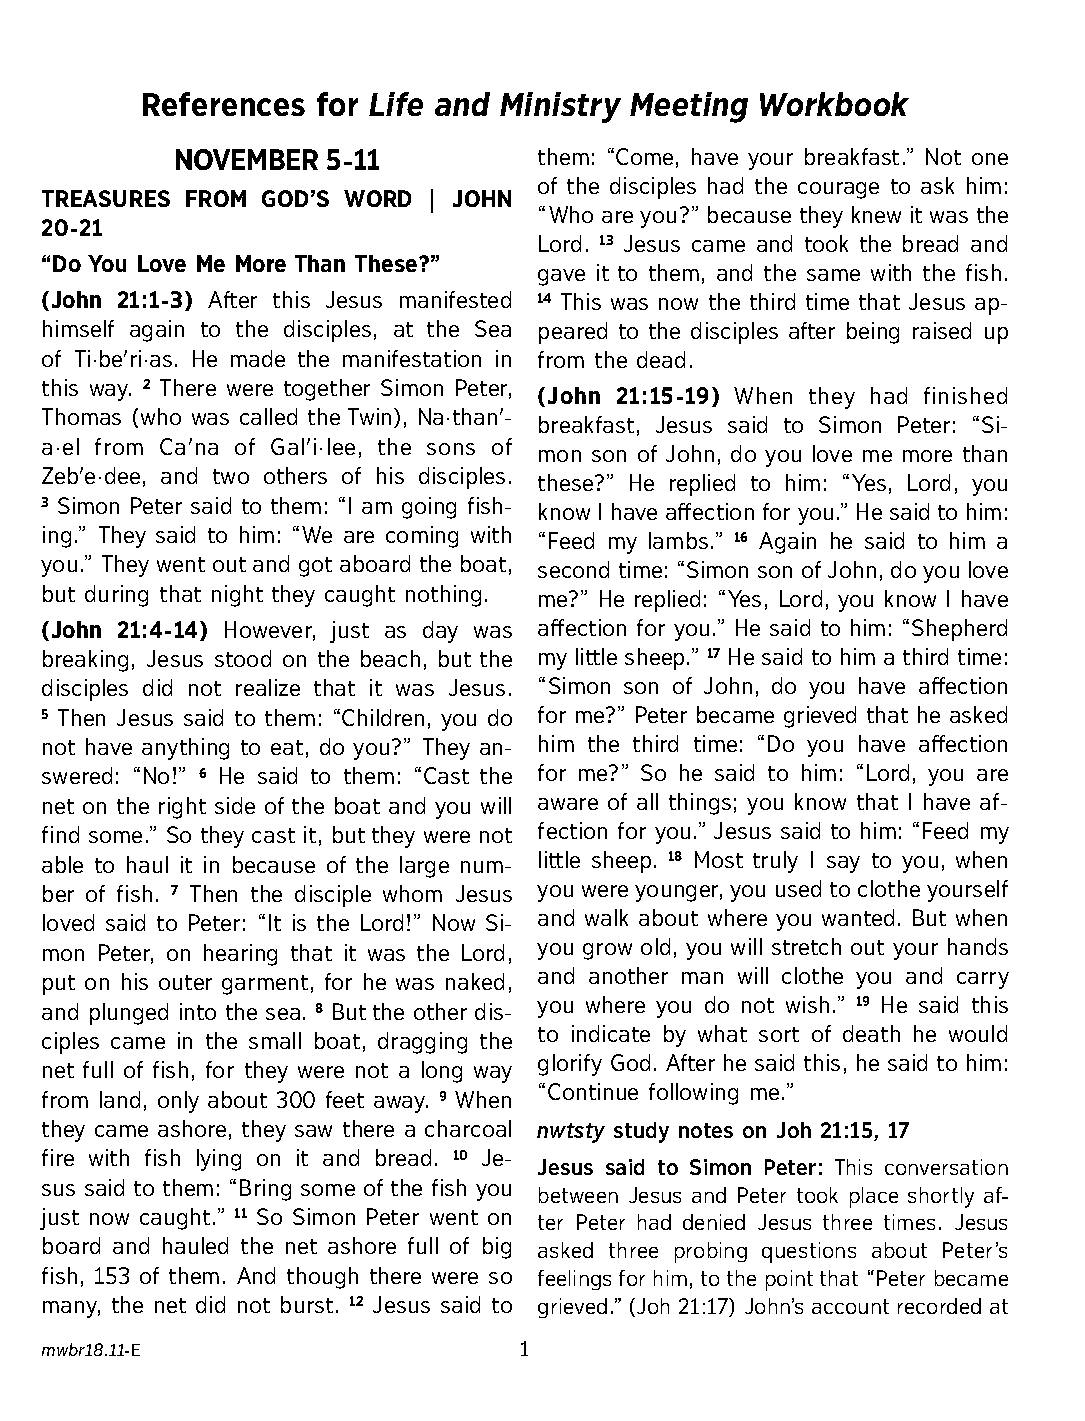 References for Life and Ministry Meeting Workbook
NOVEMBER 5-11
TREASURES FROM GOD’S WORD | JOHN
20-21
“Do You Love Me More Than These?”
(John 21:1-3) After this Jesus manifested
himself again to the disciples, at the Sea
of Ti·be′ri·as. He made the manifestation in
this way. 2 There were together Simon Peter,
Thomas (who was called the Twin), Na·than′-
a·el from Ca′na of Gal′i·lee, the sons of
Zeb′e·dee, and two others of his disciples.
3 Simon Peter said to them: “I am going fish-
ing.” They said to him: “We are coming with
you.” They went out and got aboard the boat,
but during that night they caught nothing.
(John 21:4-14) However, just as day was
breaking, Jesus stood on the beach, but the
disciples did not realize that it was Jesus.
5 Then Jesus said to them: “Children, you do
not have anything to eat, do you?” They an-
swered: “No!” 6 He said to them: “Cast the
net on the right side of the boat and you will
find some.” So they cast it, but they were not
able to haul it in because of the large num-
ber of fish. 7 Then the disciple whom Jesus
loved said to Peter: “It is the Lord!” Now Si-
mon Peter, on hearing that it was the Lord,
put on his outer garment, for he was naked,
and plunged into the sea. 8 But the other dis-
ciples came in the small boat, dragging the
net full of fish, for they were not a long way
from land, only about 300 feet away. 9 When
they came ashore, they saw there a charcoal
fire with fish lying on it and bread. 10 Je-
sus said to them: “Bring some of the fish you
just now caught.” 11 So Simon Peter went on
board and hauled the net ashore full of big
fish, 153 of them. And though there were so
many, the net did not burst. 12 Jesus said to
them: “Come, have your breakfast.” Not one
of the disciples had the courage to ask him:
“Who are you?” because they knew it was the
Lord. 13 Jesus came and took the bread and
gave it to them, and the same with the fish.
14 This was now the third time that Jesus ap-
peared to the disciples after being raised up
from the dead.
(John 21:15-19) When they had finished
breakfast, Jesus said to Simon Peter: “Si-
mon son of John, do you love me more than
these?” He replied to him: “Yes, Lord, you
know I have affection for you.” He said to him:
“Feed my lambs.” 16 Again he said to him a
second time: “Simon son of John, do you love
me?” He replied: “Yes, Lord, you know I have
affection for you.” He said to him: “Shepherd
my little sheep.” 17 He said to him a third time:
“Simon son of John, do you have affection
for me?” Peter became grieved that he asked
him the third time: “Do you have affection
for me?” So he said to him: “Lord, you are
aware of all things; you know that I have af-
fection for you.” Jesus said to him: “Feed my
little sheep. 18 Most truly I say to you, when
you were younger, you used to clothe yourself
and walk about where you wanted. But when
you grow old, you will stretch out your hands
and another man will clothe you and carry
you where you do not wish.” 19 He said this
to indicate by what sort of death he would
glorify God. After he said this, he said to him:
“Continue following me.”
nwtsty study notes on Joh 21:15, 17
Jesus said to Simon Peter: This conversation
between Jesus and Peter took place shortly af-
ter Peter had denied Jesus three times. Jesus
asked three probing questions about Peter’s
feelings for him, to the point that “Peter became
grieved.” (Joh 21:17) John’s account recorded at
mwbr18.11-E
1